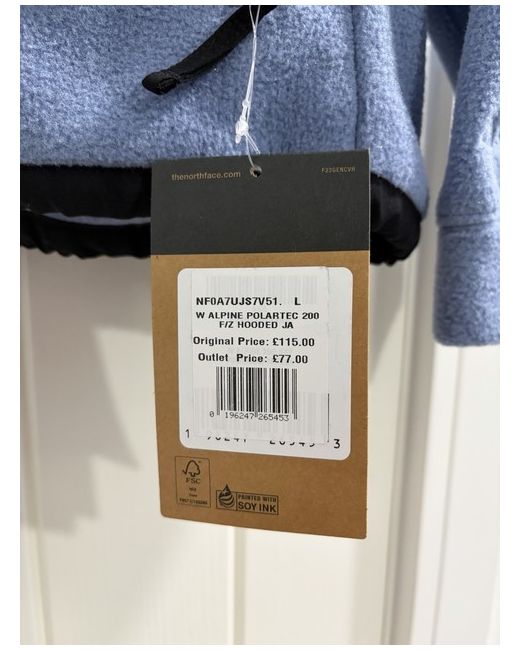 thenorthface.com
F23GENCVR
NF0A7UJS7V51. L
W ALPINE POLARTEC 200
F/Z HOODED JA
Original Price: £115.00
Outlet Price: £77.00
0 196247 265453
FSC
PRINTED WITH
SOY INK